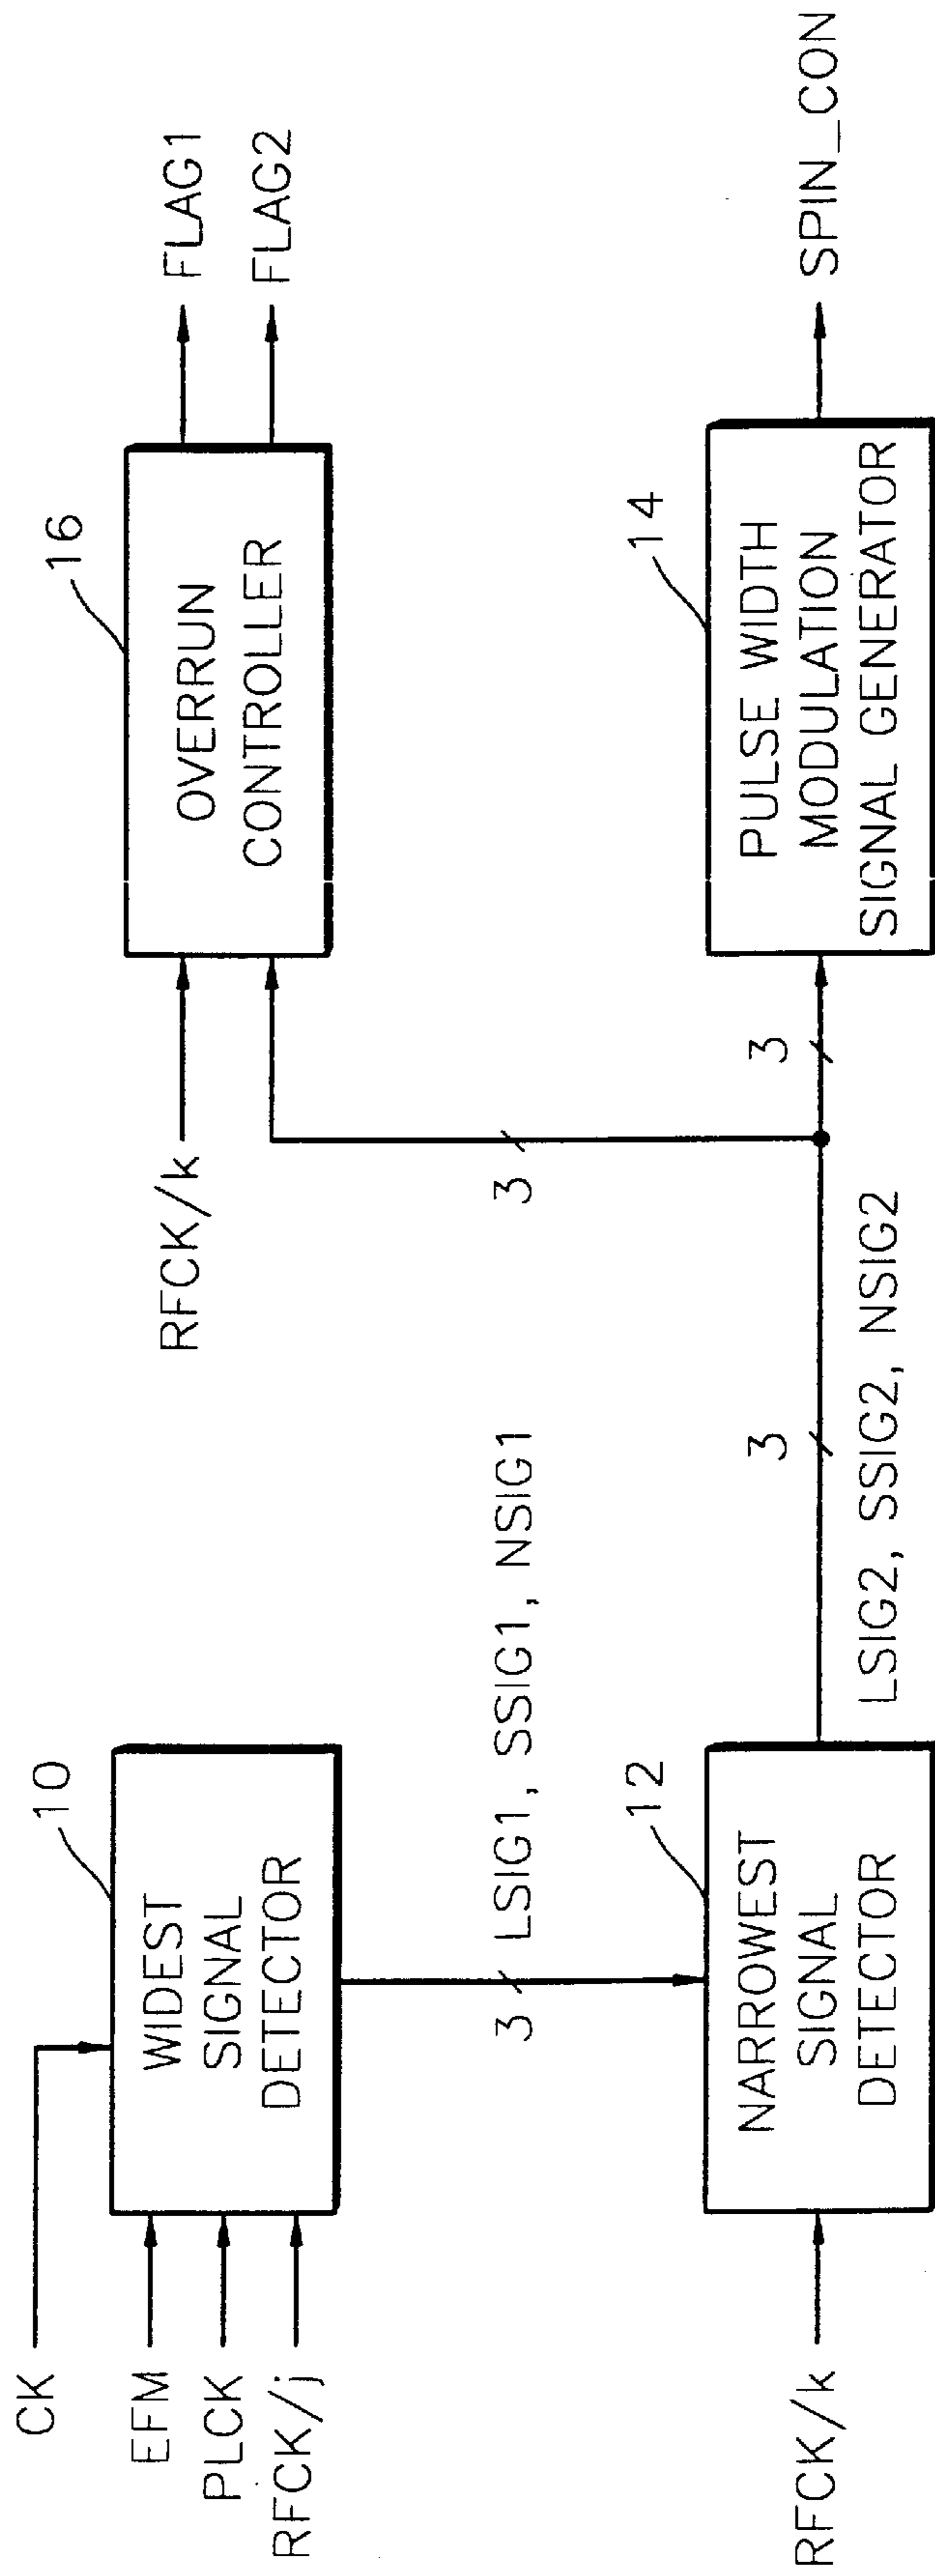 CK
EFM
PLCK
RFCK/j
10
WIDEST
SIGNAL
DETECTOR
3
LSIG1, SSIG1, NSIG1
RFCK/k
12
NARROWEST
SIGNAL
DETECTOR
3
LSIG2, SSIG2, NSIG2
3
3
RFCK/k
16
OVERRUN
CONTROLLER
FLAG1
FLAG2
14
PULSE WIDTH
MODULATION
SIGNAL GENERATOR
SPIN_CON